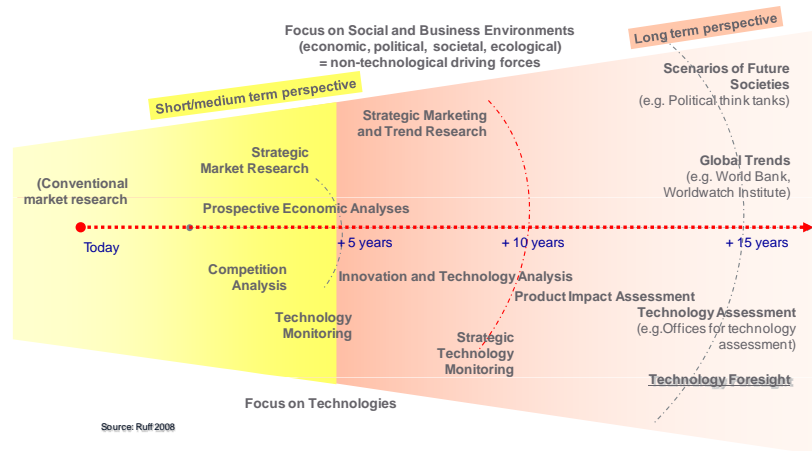 Focus on Social and Business Environments
(economic, political, societal, ecological)
= non-technological driving forces
Long term perspective
Short/medium term perspective
Scenarios of Future
Societies
(e.g. Political think tanks)
Strategic Marketing
and Trend Research
Strategic
Market Research
Global Trends
(e.g. World Bank,
Worldwatch Institute)
(Conventional
market research
Prospective Economic Analyses
Today
+ 5 years
+ 10 years
+ 15 years
Competition
Analysis
Innovation and Technology Analysis
Product Impact Assessment
Technology
Monitoring
Technology Assessment
(e.g.Offices for technology
assessment)
Strategic
Technology
Monitoring
Technology Foresight
Focus on Technologies
Source: Ruff 2008